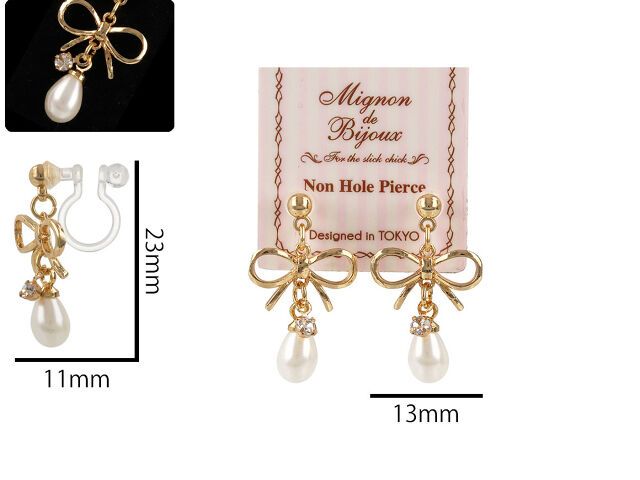 Mignon
de
Bijoux
For the slick chick
Non Hole Pierce
Designed in TOKYO
23mm
11mm
13mm